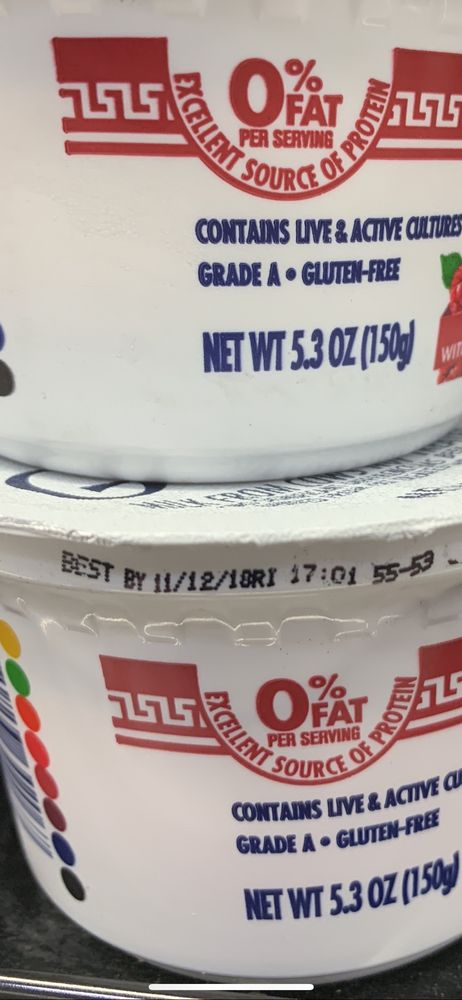 0%
FAT
PER SERVING
EXCELLENT SOURCE OF PROTEIN
CONTAINS LIVE & ACTIVE CULTURES
GRADE A • GLUTEN-FREE
NET WT 5.3 OZ (150g)
BEST BY 11/12/18RI 17:01 55-53
0%
FAT
PER SERVING
EXCELLENT SOURCE OF PROTEIN
CONTAINS LIVE & ACTIVE CU
GRADE A • GLUTEN-FREE
NET WT 5.3 OZ (150g)